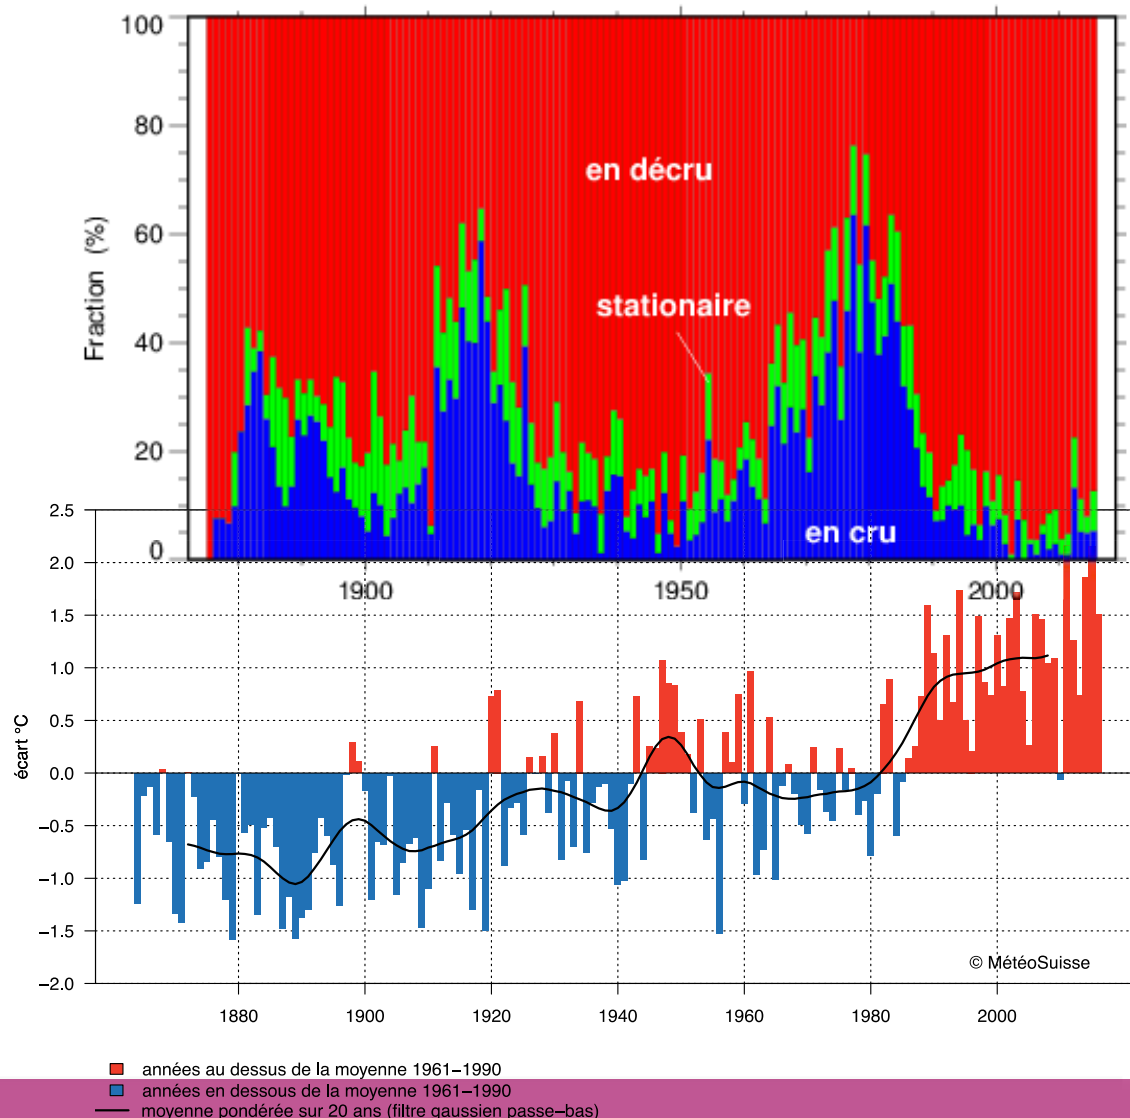 100
80
60
40
20
0
Fraction (%)
en décru
stationaire
en cru
1900
1950
2000
2.5
2.0
1.5
1.0
0.5
0.0
−0.5
−1.0
−1.5
−2.0
écart °C
© MétéoSuisse
1880
1900
1920
1940
1960
1980
2000
années au dessus de la moyenne 1961−1990
années en dessous de la moyenne 1961−1990
moyenne pondérée sur 20 ans (filtre gaussien passe−bas)